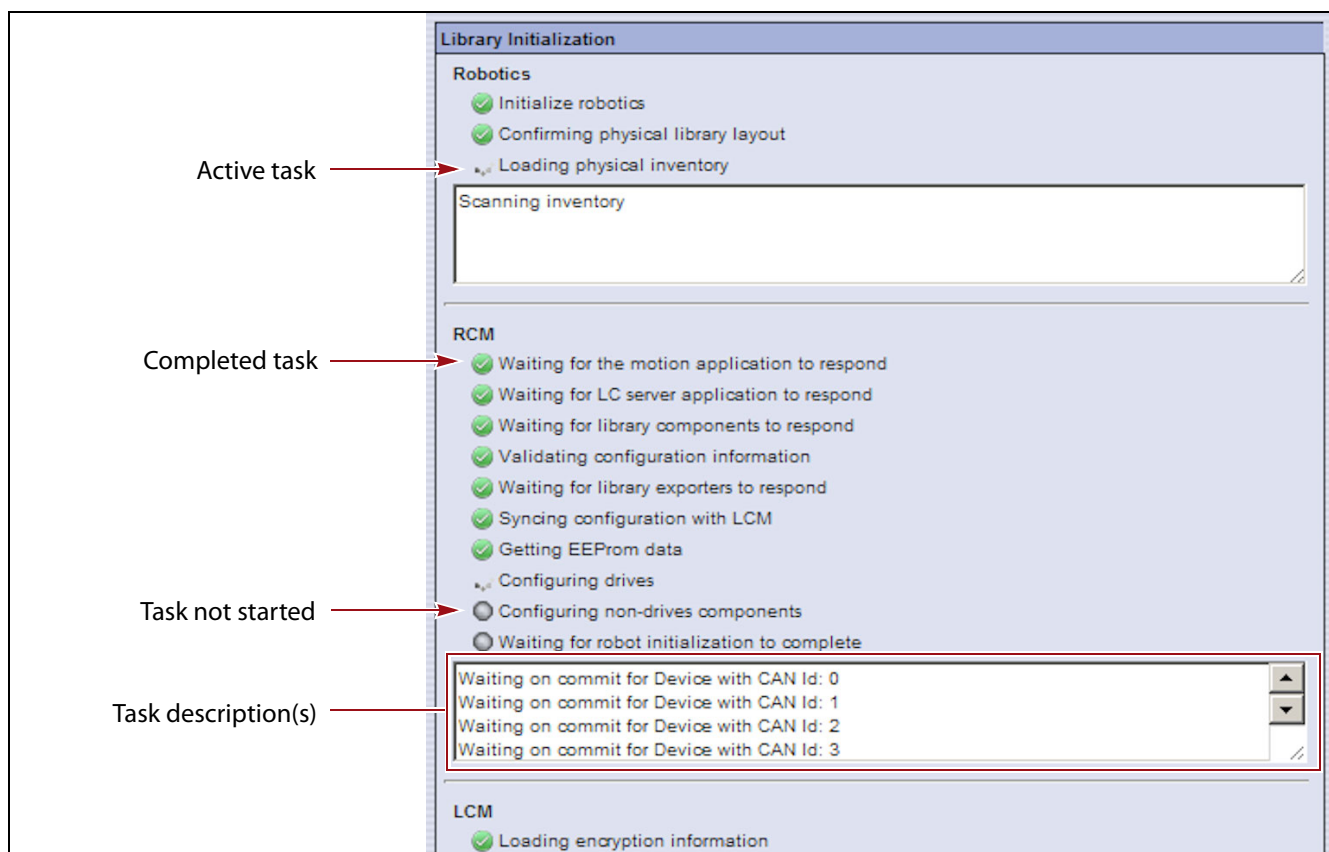 Library Initialization
Robotics
Initialize robotics
Confirming physical library layout
Active task
Loading physical inventory
Scanning inventory
RCM
Completed task
Waiting for the motion application to respond
Waiting for LC server application to respond
Waiting for library components to respond
Validating configuration information
Waiting for library exporters to respond
Syncing configuration with LCM
Getting EEProm data
Configuring drives
Task not started
Configuring non-drives components
Waiting for robot initialization to complete
Task description(s)
Waiting on commit for Device with CAN Id: 0
Waiting on commit for Device with CAN Id: 1
Waiting on commit for Device with CAN Id: 2
Waiting on commit for Device with CAN Id: 3
LCM
Loading encryption information